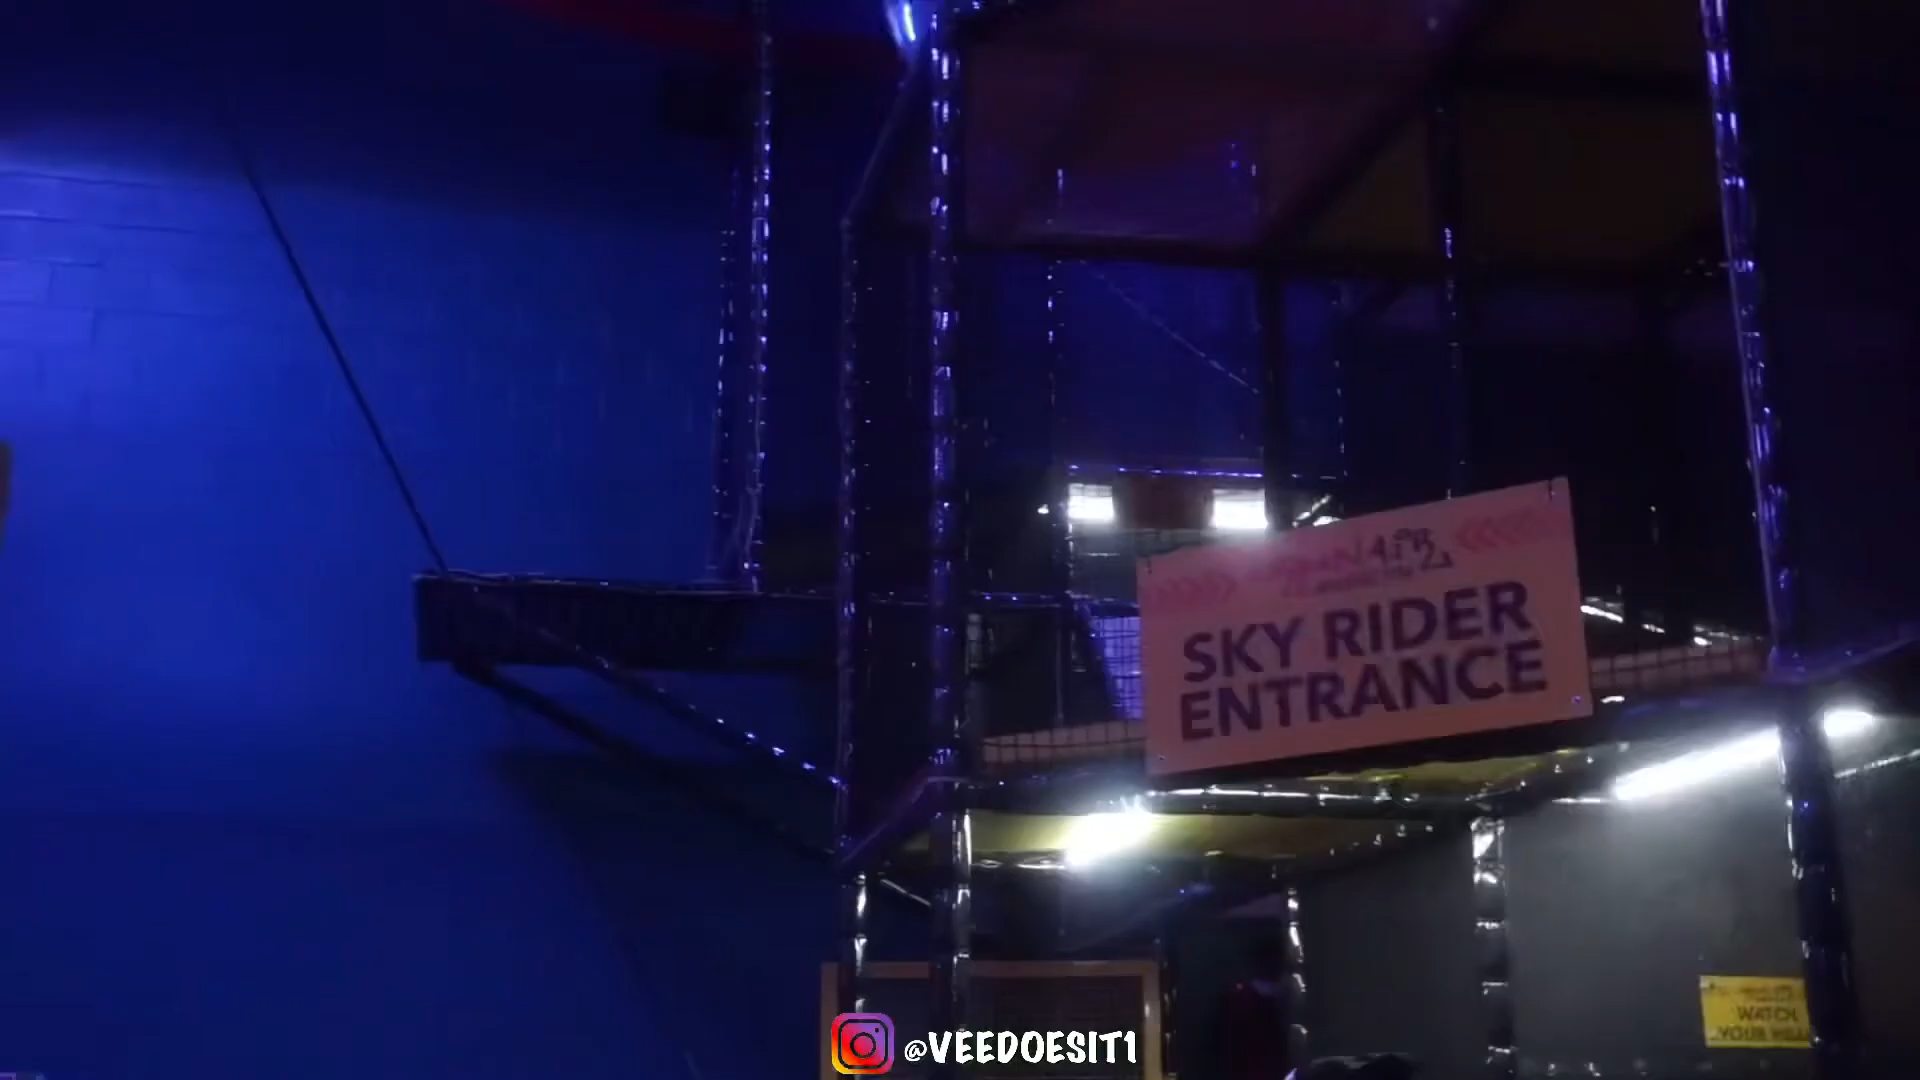 SKY RIDER
ENTRANCE
WATCH
YOUR HEAD
@VEEDOESIT1